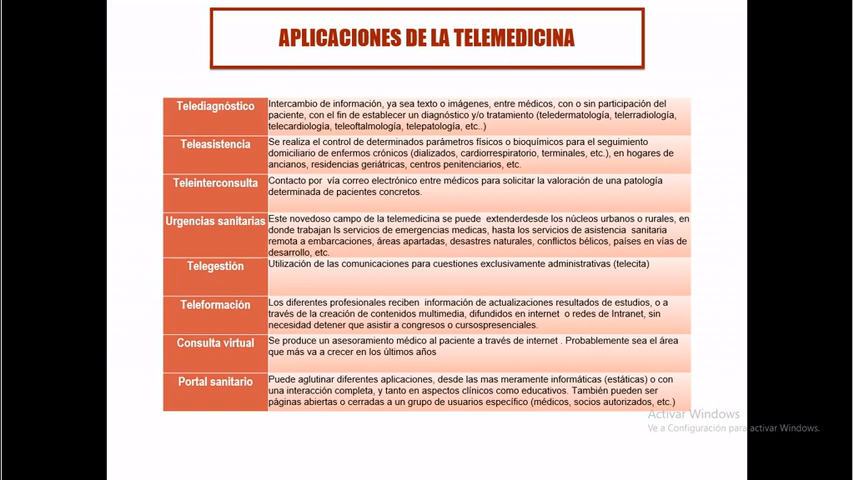 APLICACIONES DE LA TELEMEDICINA
Telediagnóstico
Intercambio de información, ya sea texto o imágenes, entre médicos, con o sin participación del
paciente, con el fin de establecer un diagnóstico y/o tratamiento (teledermatología, telerradiología,
telecardiología, teleoftalmología, telepatología, etc..)
Teleasistencia
Se realiza el control de determinados parámetros físicos o bioquímicos para el seguimiento
domiciliario de enfermos crónicos (dializados, cardiorrespiratorio, terminales, etc.), en hogares de
ancianos, residencias geriátricas, centros penitenciarios, etc.
Teleinterconsulta
Contacto por vía correo electrónico entre médicos para solicitar la valoración de una patología
determinada de pacientes concretos.
Urgencias sanitarias
Este novedoso campo de la telemedicina se puede extenderdesde los núcleos urbanos o rurales, en
donde trabajan ls servicios de emergencias medicas, hasta los servicios de asistencia sanitaria
remota a embarcaciones, áreas apartadas, desastres naturales, conflictos bélicos, países en vías de
desarrollo, etc.
Telegestión
Utilización de las comunicaciones para cuestiones exclusivamente administrativas (telecita)
Teleformación
Los diferentes profesionales reciben información de actualizaciones resultados de estudios, o a
través de la creación de contenidos multimedia, difundidos en internet o redes de Intranet, sin
necesidad detener que asistir a congresos o cursospresenciales.
Consulta virtual
Se produce un asesoramiento médico al paciente a través de internet . Probablemente sea el área
que más va a crecer en los últimos años
Portal sanitario
Puede aglutinar diferentes aplicaciones, desde las mas meramente informáticas (estáticas) o con
una interacción completa, y tanto en aspectos clínicos como educativos. También pueden ser
páginas abiertas o cerradas a un grupo de usuarios específico (médicos, socios autorizados, etc.)
Activar Windows
Ve a Configuración para activar Windows.